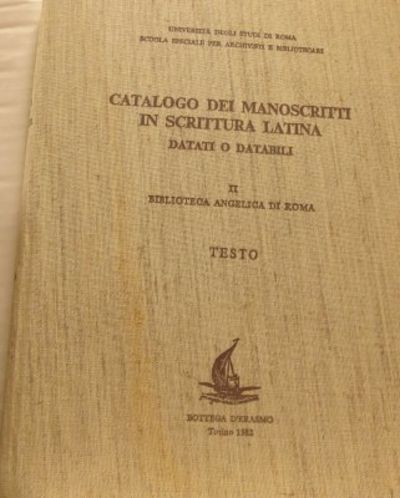 UNIVERSITÀ DEGLI STUDI DI ROMA
SCUOLA SPECIALE PER ARCHIVISTI E BIBLIOTECARI
CATALOGO DEI MANOSCRITTI
IN SCRITTURA LATINA
DATATI O DATABILI
II
BIBLIOTECA ANGELICA DI ROMA
TESTO
BOTTEGA D'ERASMO
Torino 1982